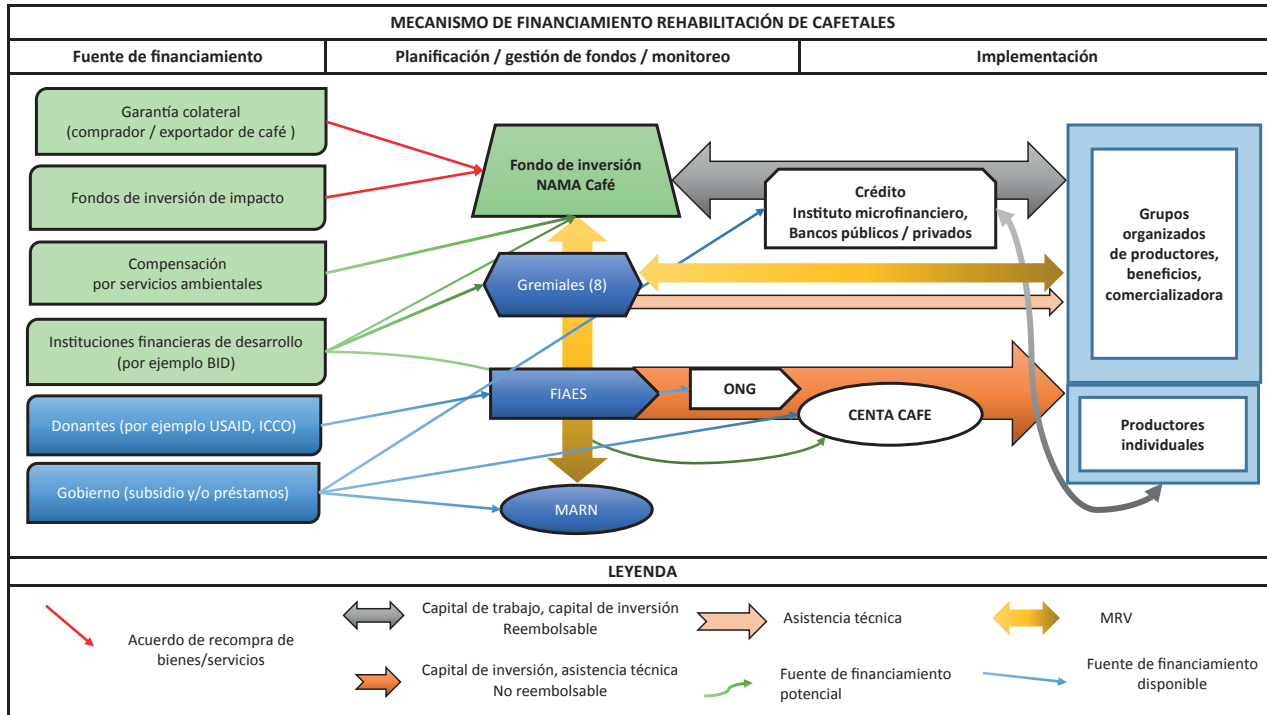 MECANISMO DE FINANCIAMIENTO REHABILITACIÓN DE CAFETALES
Fuente de financiamiento
Planificación / gestión de fondos / monitoreo
Implementación
Garantía colateral
(comprador / exportador de café )
Fondos de inversión de impacto
Compensación
por servicios ambientales
Instituciones financieras de desarrollo
(por ejemplo BID)
Donantes (por ejemplo USAID, ICCO)
Gobierno (subsidio y/o préstamos)
Fondo de inversión
NAMA Café
Gremiales (8)
FIAES
MARN
Crédito
Instituto microfinanciero,
Bancos públicos / privados
ONG
CENTA CAFE
Grupos
organizados
de productores,
beneficios,
comercializadora
Productores
individuales
LEYENDA
Acuerdo de recompra de
bienes/servicios
Capital de trabajo, capital de inversión
Reembolsable
Capital de inversión, asistencia técnica
No reembolsable
Asistencia técnica
Fuente de financiamiento
potencial
MRV
Fuente de financiamiento
disponible